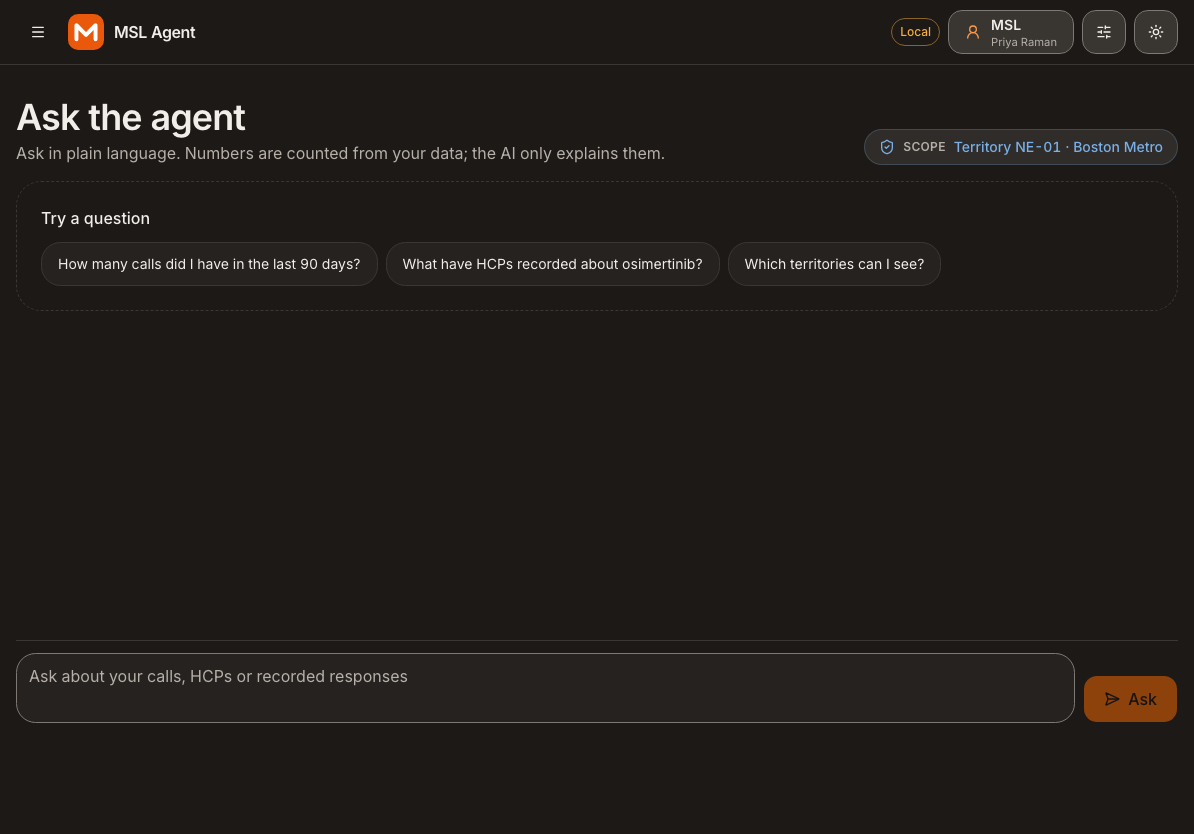 MSL Agent
Local
MSL
Priya Raman
Ask the agent
Ask in plain language. Numbers are counted from your data; the AI only explains them.
SCOPE Territory NE-01 · Boston Metro
Try a question
How many calls did I have in the last 90 days?
What have HCPs recorded about osimertinib?
Which territories can I see?
Ask about your calls, HCPs or recorded responses
Ask